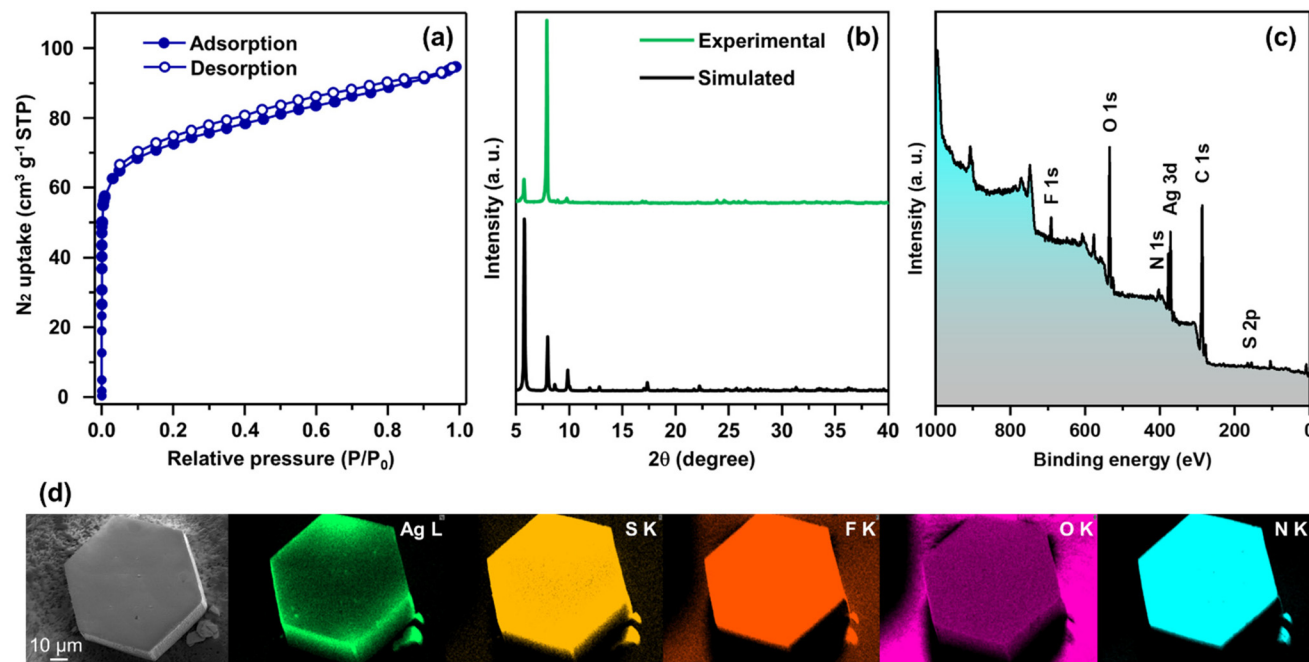 (a)
Adsorption
Desorption
N₂ uptake (cm³ g⁻¹ STP)
100
80
60
40
20
0
0.0 0.2 0.4 0.6 0.8 1.0
Relative pressure (P/P₀)
(b)
Experimental
Simulated
Intensity (a. u.)
5 10 15 20 25 30 35 40
2θ (degree)
(c)
Intensity (a. u.)
F 1s
O 1s
N 1s
Ag 3d
C 1s
S 2p
1000 800 600 400 200 0
Binding energy (eV)
(d)
10 µm
Ag L
S K
F K
O K
N K